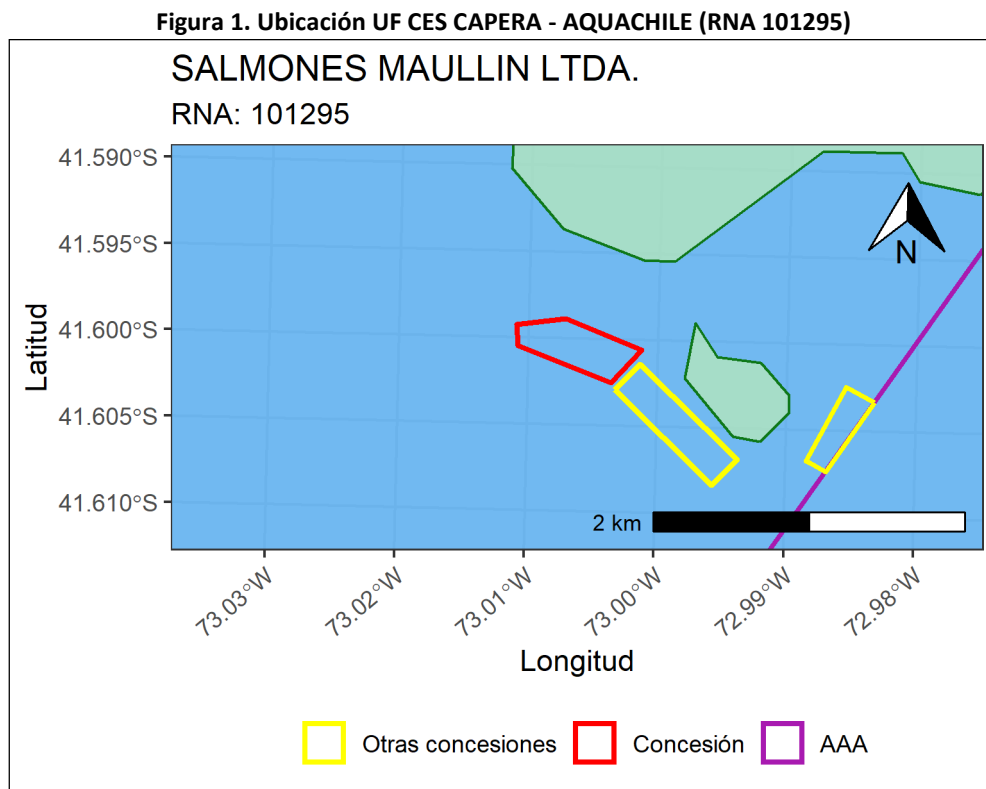 Figura 1. Ubicación UF CES CAPERA - AQUACHILE (RNA 101295)
SALMONES MAULLIN LTDA.
RNA: 101295
41.590°S
41.595°S
41.600°S
41.605°S
41.610°S
Latitud
N
2 km
73.03°W
73.02°W
73.01°W
73.00°W
72.99°W
72.98°W
Longitud
Otras concesiones
Concesión
AAA